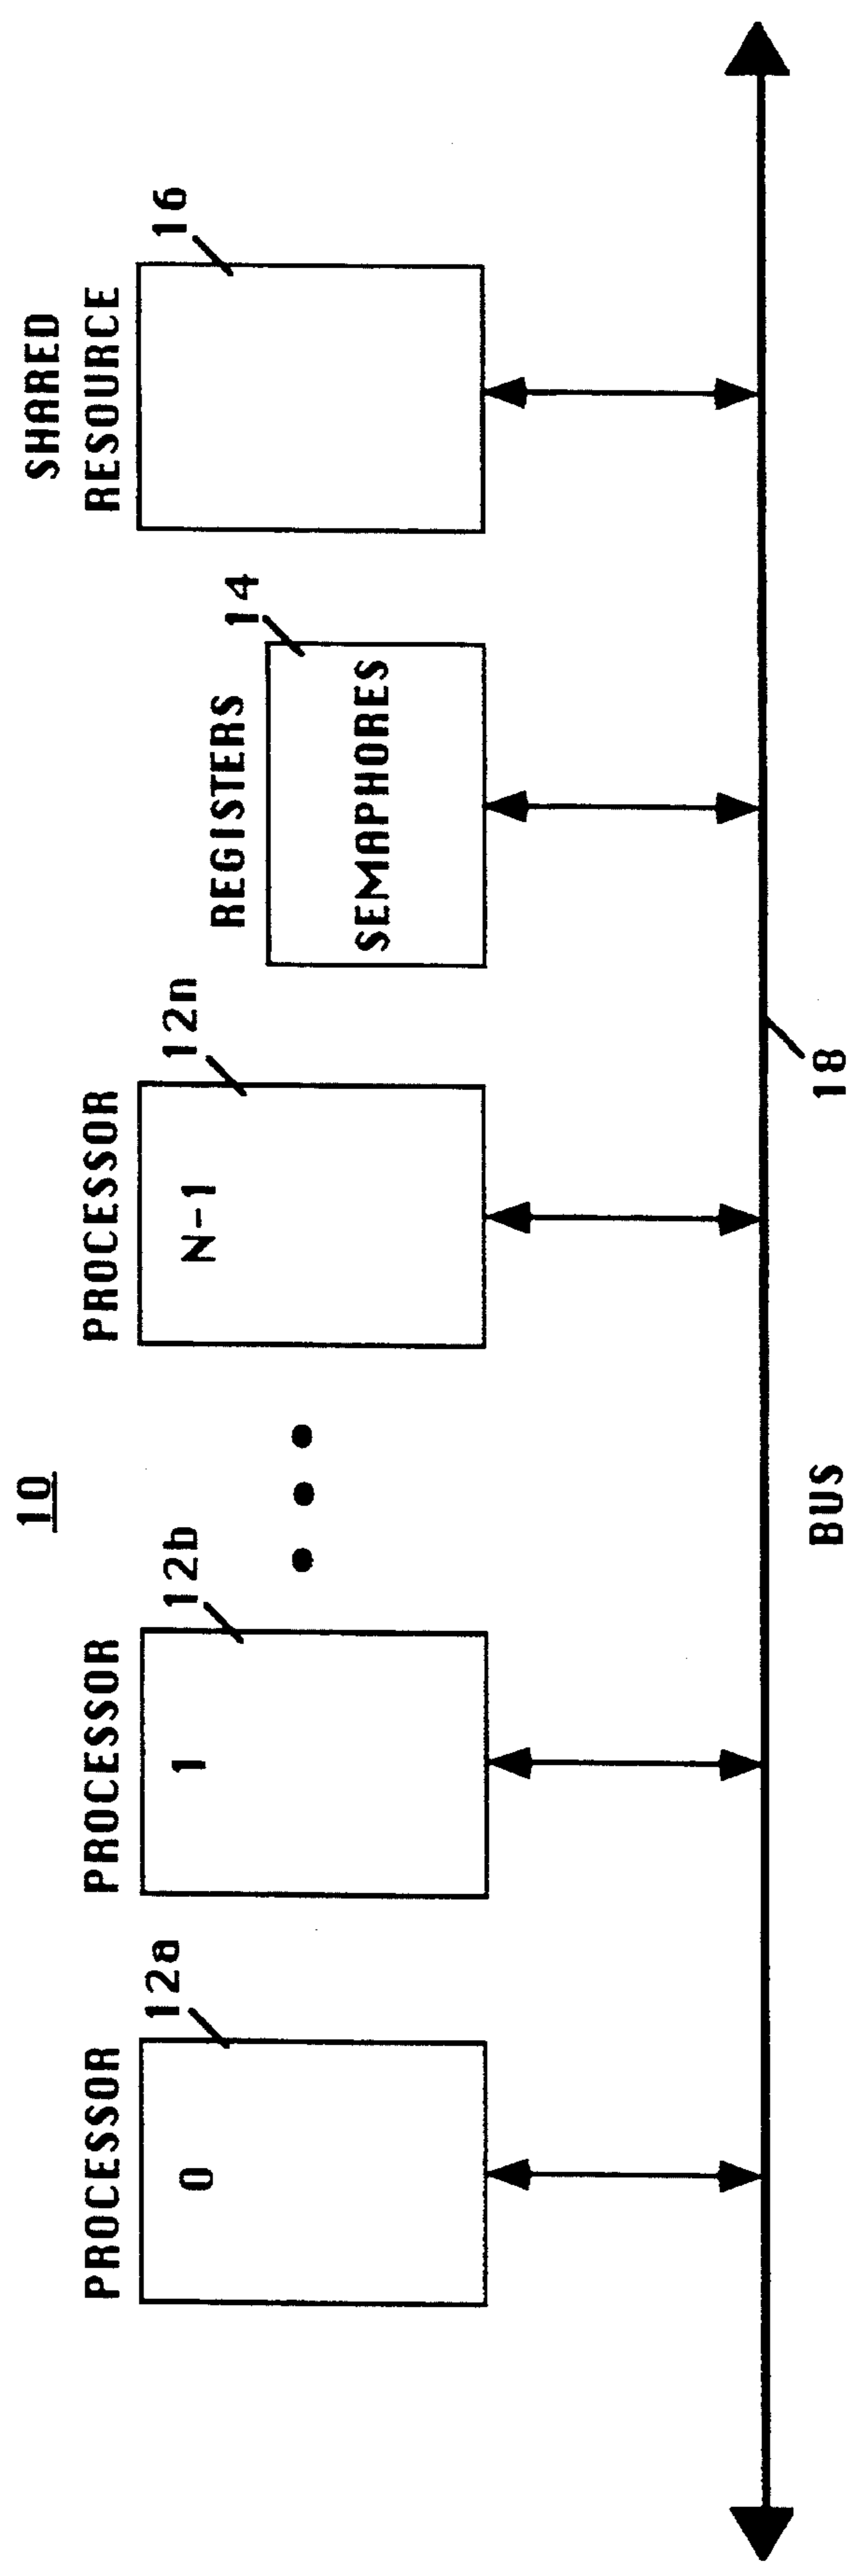 10
PROCESSOR
12a
0
PROCESSOR
12b
1
PROCESSOR
12n
N-1
REGISTERS
14
SEMAPHORES
SHARED
RESOURCE
16
BUS
18